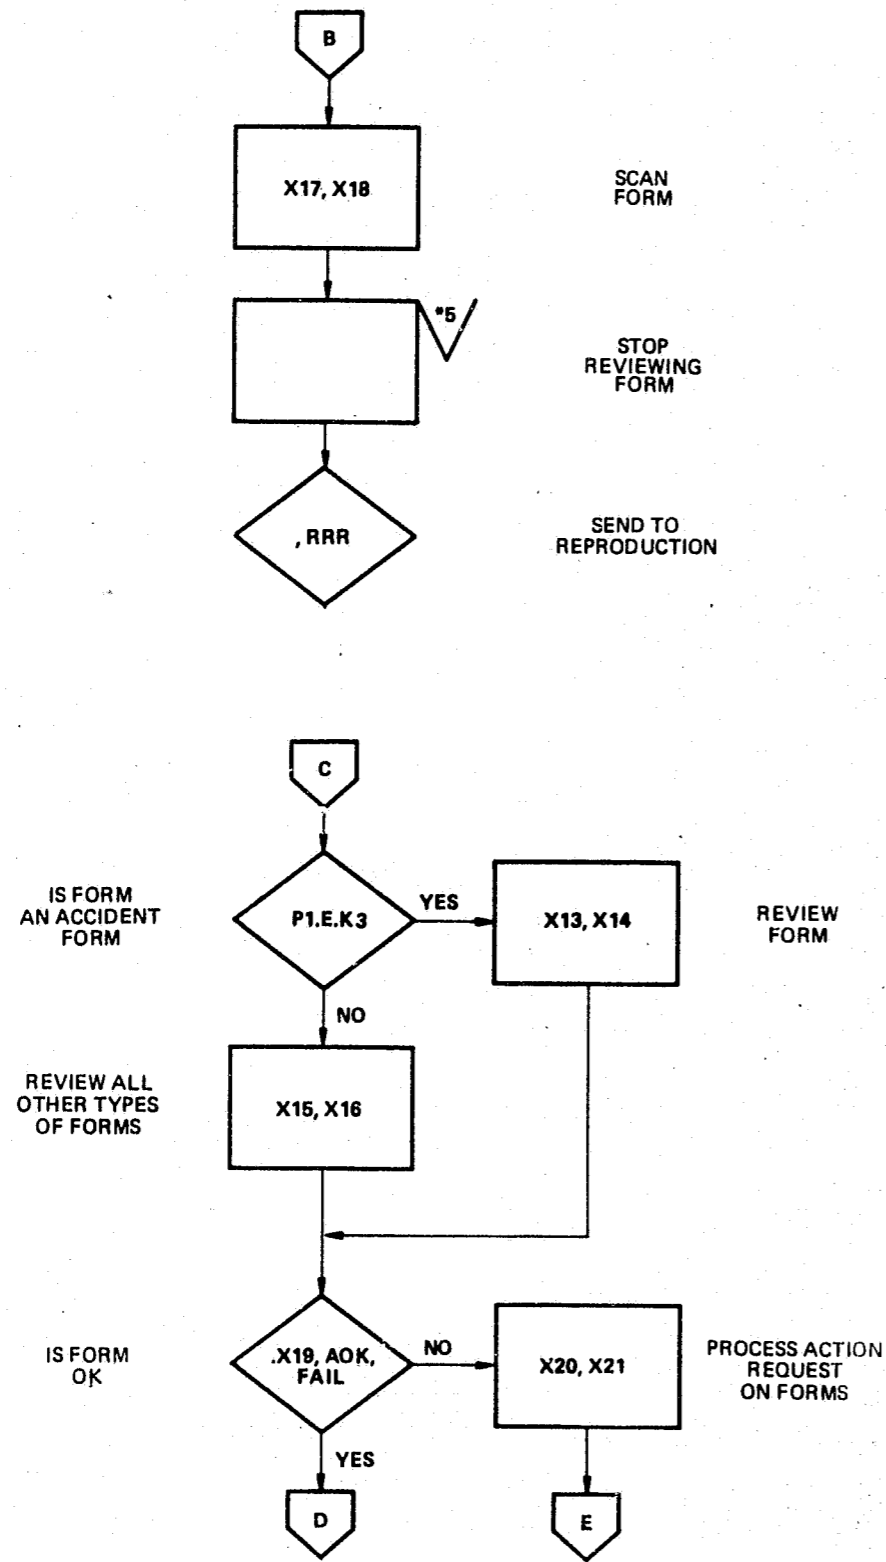 B
X17, X18
SCAN
FORM
*5
STOP
REVIEWING
FORM
, RRR
SEND TO
REPRODUCTION
C
IS FORM
AN ACCIDENT
FORM
P1.E.K3
YES
X13, X14
REVIEW
FORM
NO
REVIEW ALL
OTHER TYPES
OF FORMS
X15, X16
IS FORM
OK
.X19, AOK,
FAIL
NO
X20, X21
PROCESS ACTION
REQUEST
ON FORMS
YES
D
E